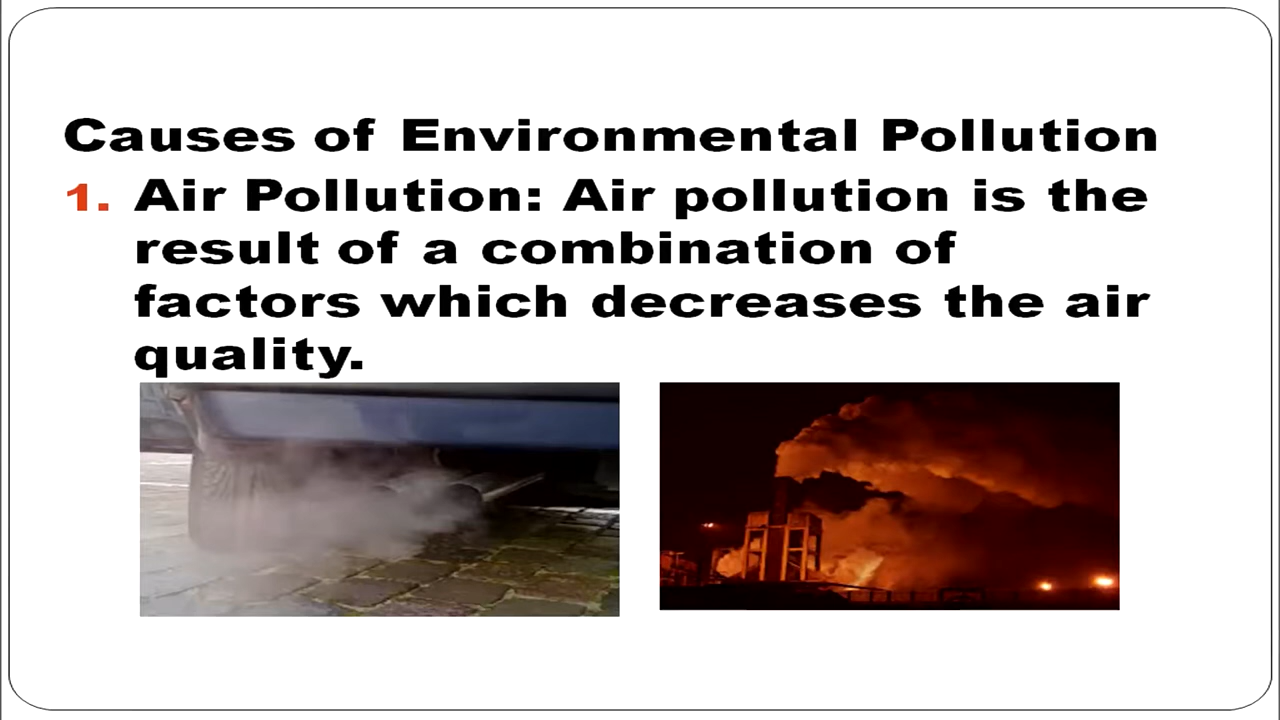 Causes of Environmental Pollution
1. Air Pollution: Air pollution is the
result of a combination of
factors which decreases the air
quality.